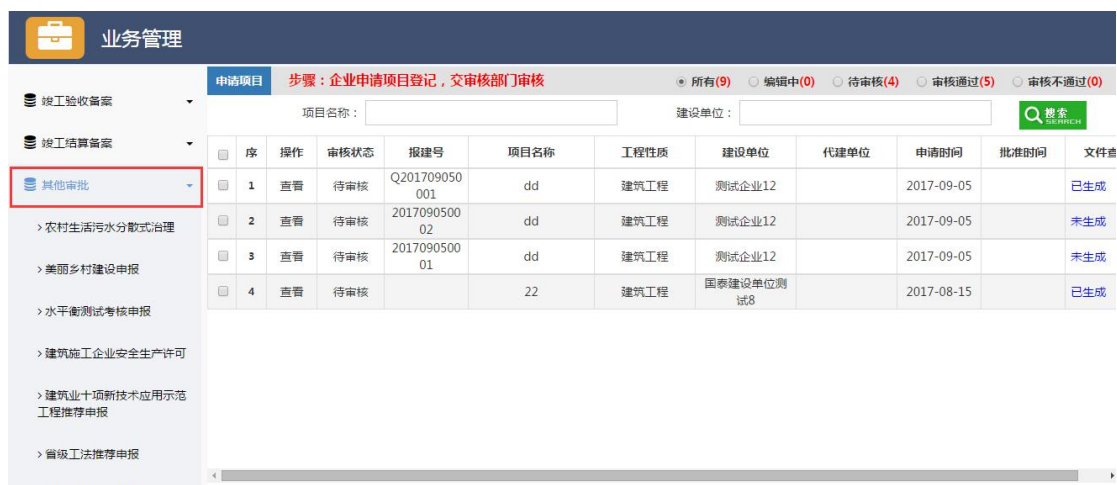 业务管理
竣工验收备案
竣工结算备案
其他审批
>农村生活污水分散式治理
>美丽乡村建设申报
>水平衡测试考核申报
>建筑施工企业安全生产许可
>建筑业十项新技术应用示范
工程推荐申报
>省级工法推荐申报
申请项目 步骤：企业申请项目登记，交审核部门审核 所有(9) 编辑中(0) 待审核(4) 审核通过(5) 审核不通过(0)
项目名称： 建设单位： 搜索
SEARCH
序 操作 审核状态 报建号 项目名称 工程性质 建设单位 代建单位 申请时间 批准时间 文件查
1 查看 待审核 Q201709050
001 dd 建筑工程 测试企业12 2017-09-05 已生成
2 查看 待审核 2017090500
02 dd 建筑工程 测试企业12 2017-09-05 未生成
3 查看 待审核 2017090500
01 dd 建筑工程 测试企业12 2017-09-05 未生成
4 查看 待审核 22 建筑工程 国泰建设单位测
试8 2017-08-15 已生成